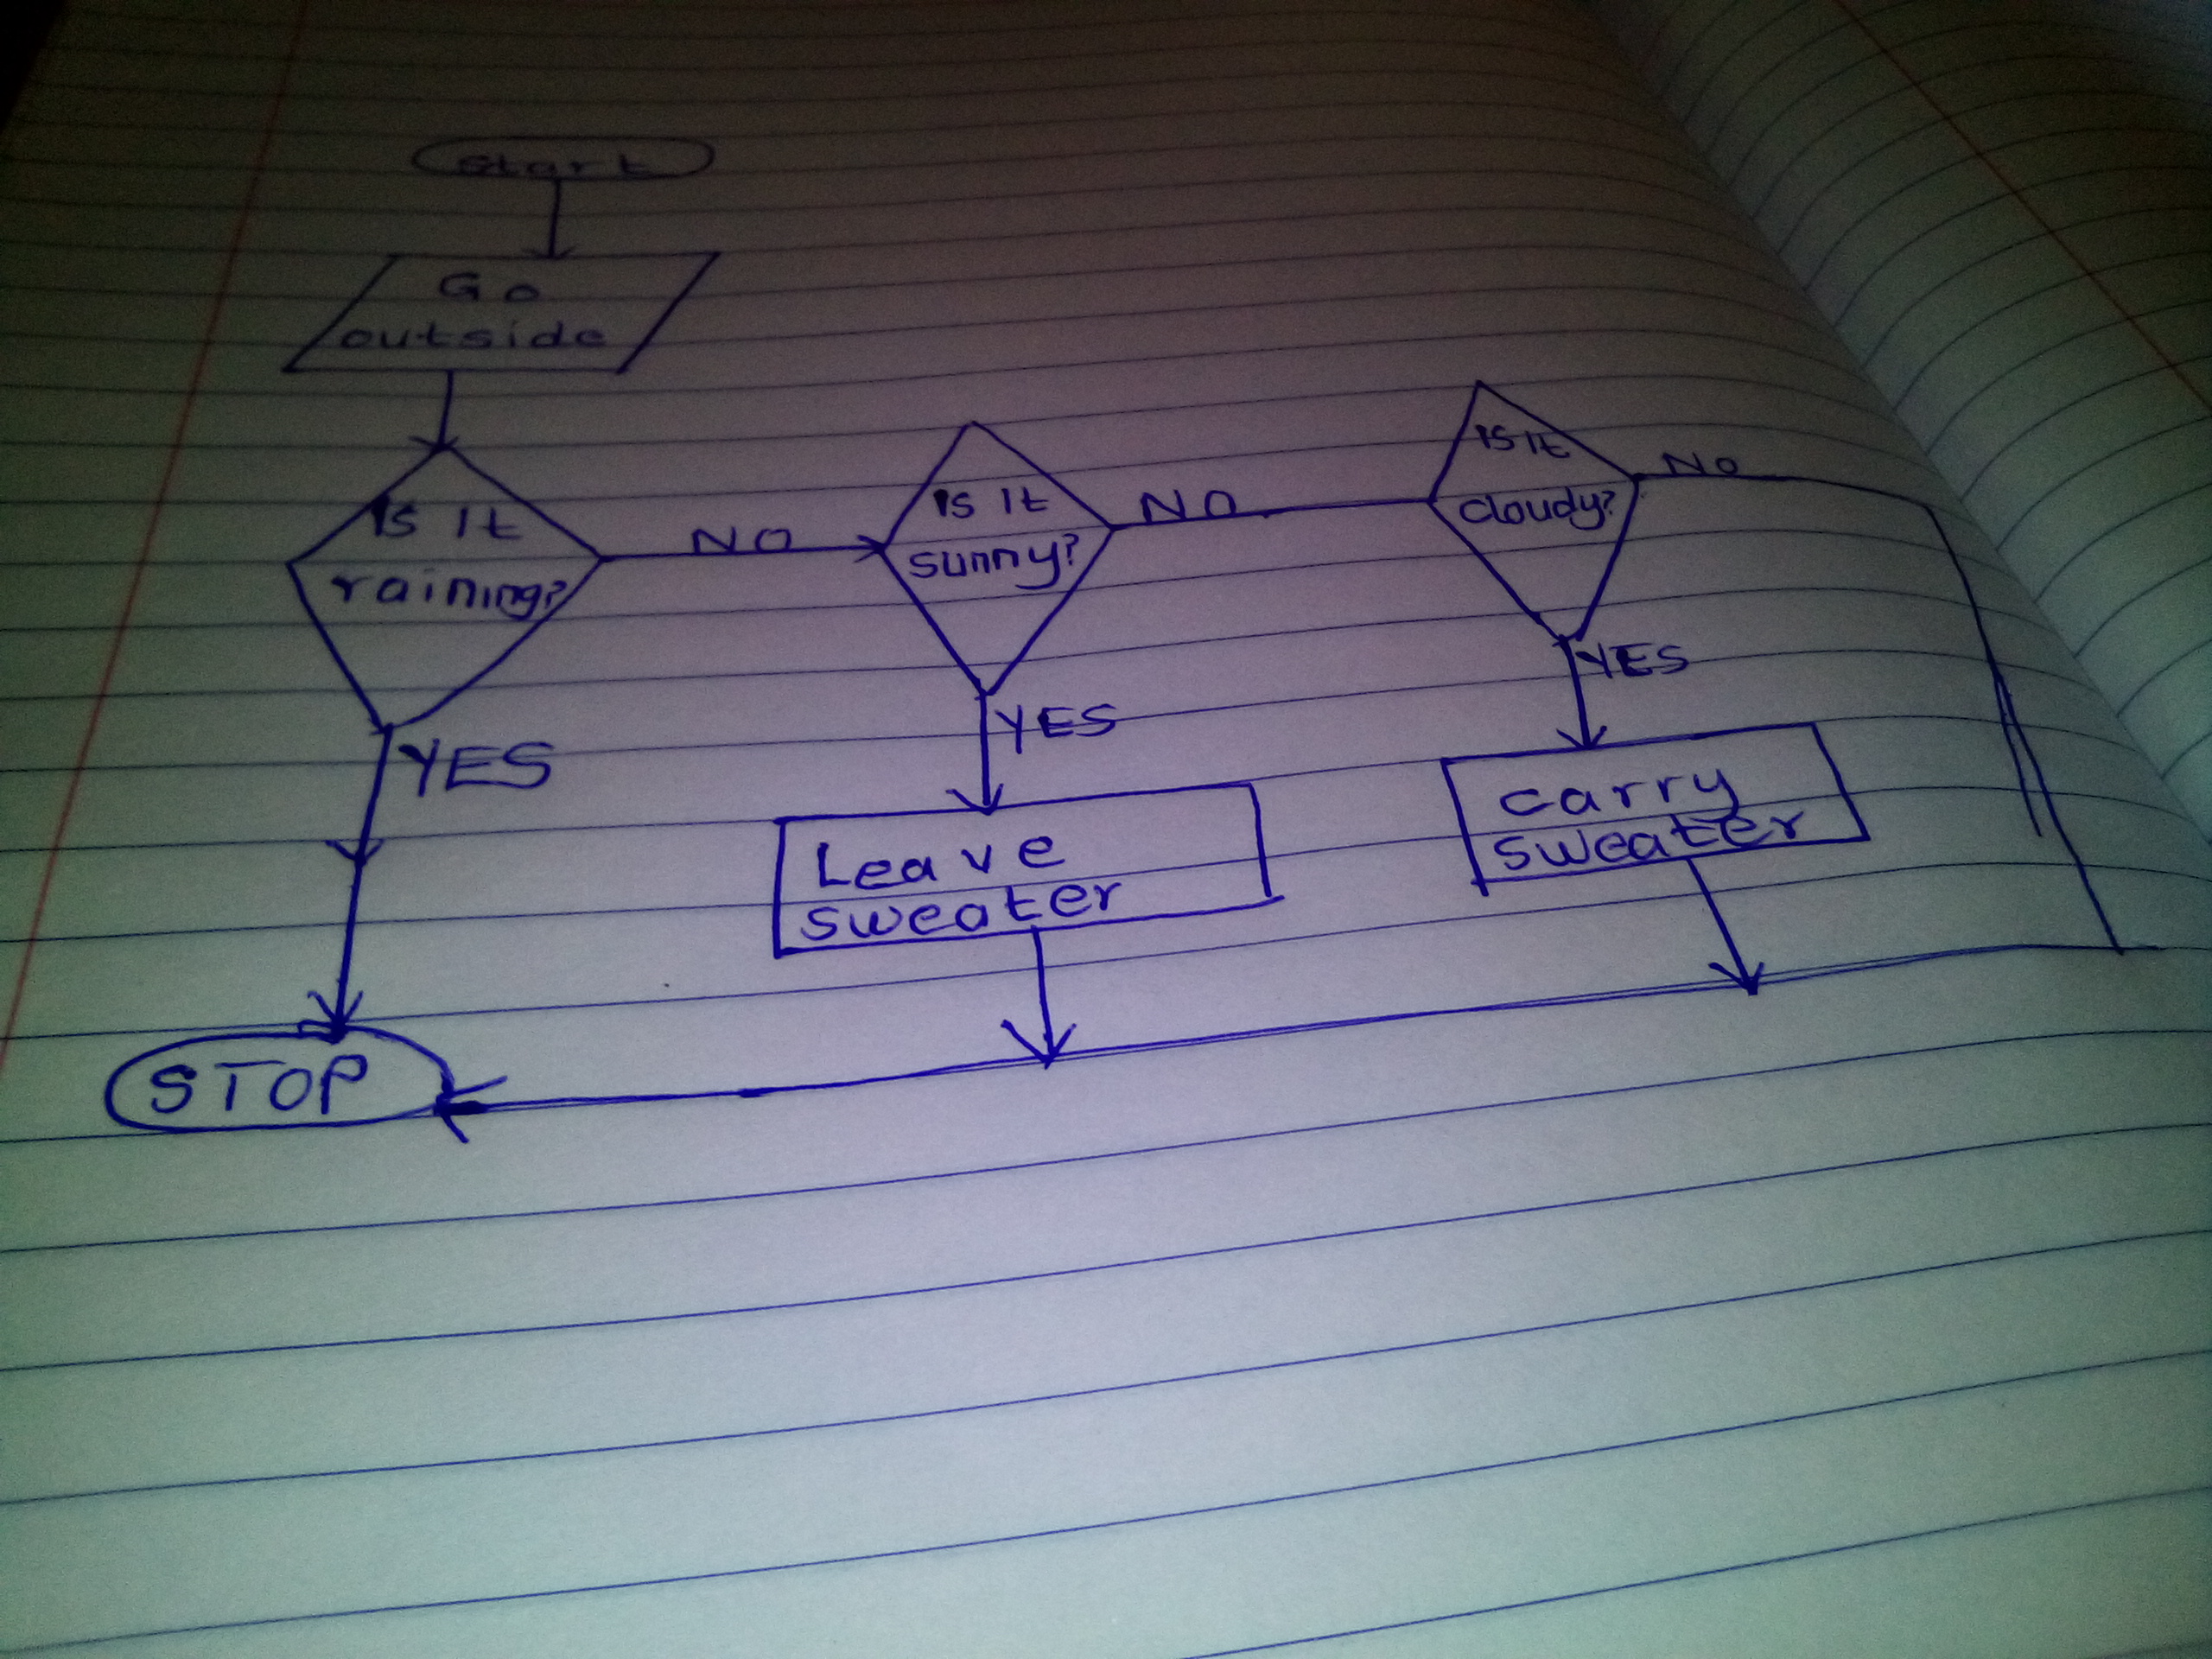 start
Go
outside
Is It
raining?
NO
Is It
sunny?
NO
Is It
cloudy?
NO
YES
YES
YES
Leave
sweater
carry
sweater
STOP